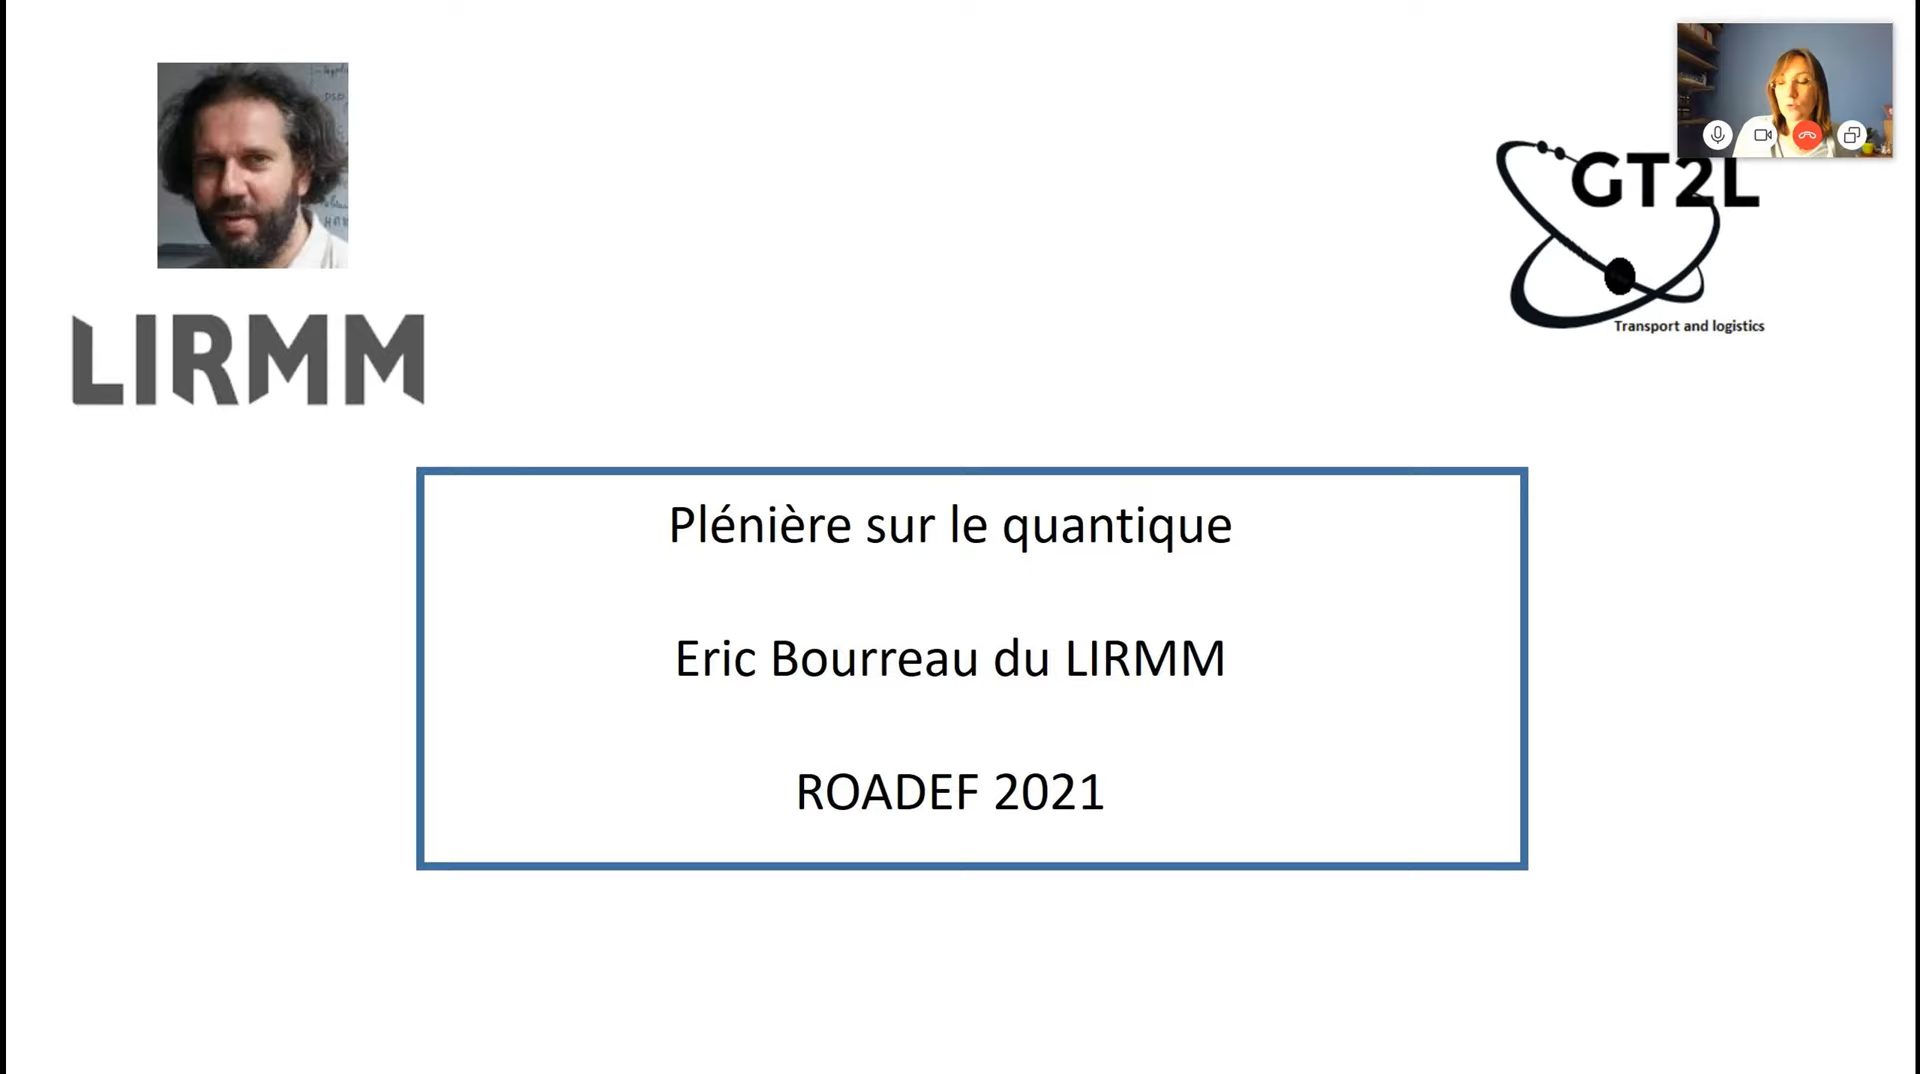 LIRMM
GT2L
Transport and logistics
Plénière sur le quantique
Eric Bourreau du LIRMM
ROADEF 2021